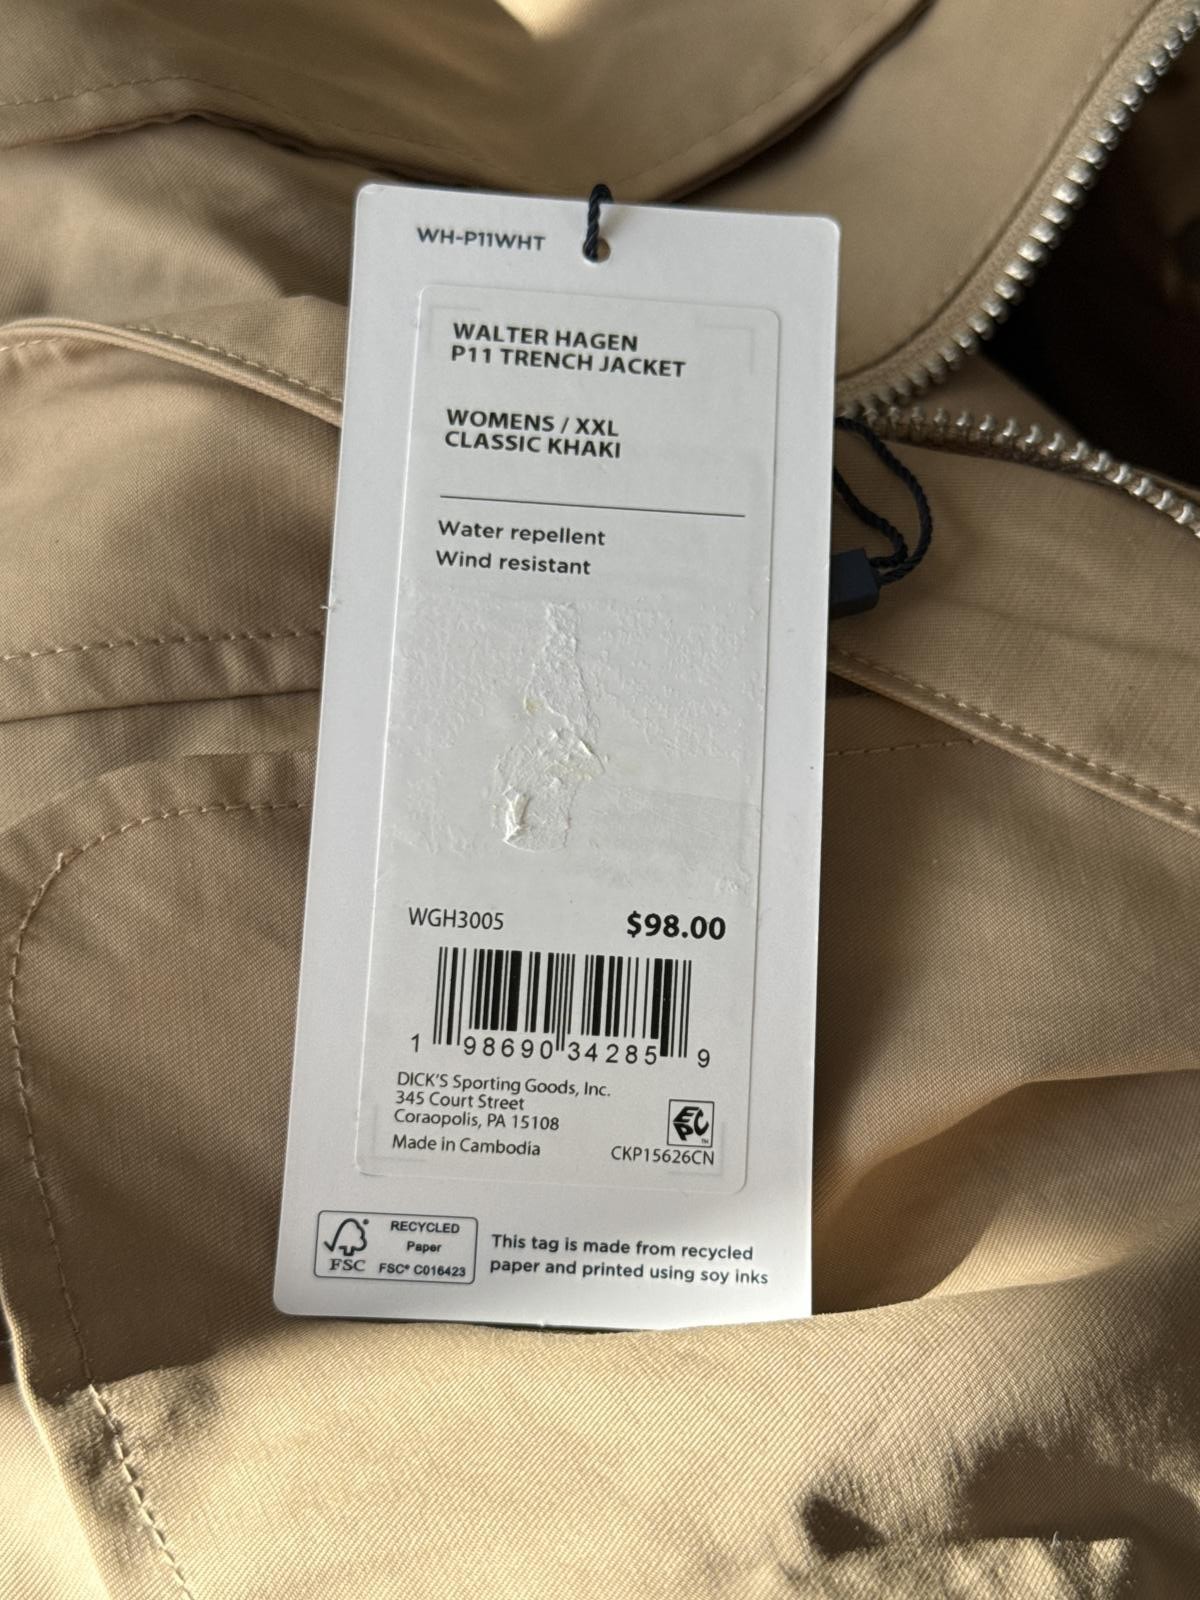 WH-P11WHT
WALTER HAGEN
P11 TRENCH JACKET
WOMENS / XXL
CLASSIC KHAKI
Water repellent
Wind resistant
WGH3005 $98.00
1 98690 34285 9
DICK'S Sporting Goods, Inc.
345 Court Street
Coraopolis, PA 15108
Made in Cambodia
EPC™
CKP15626CN
RECYCLED
Paper
FSC® C016423
FSC
This tag is made from recycled
paper and printed using soy inks